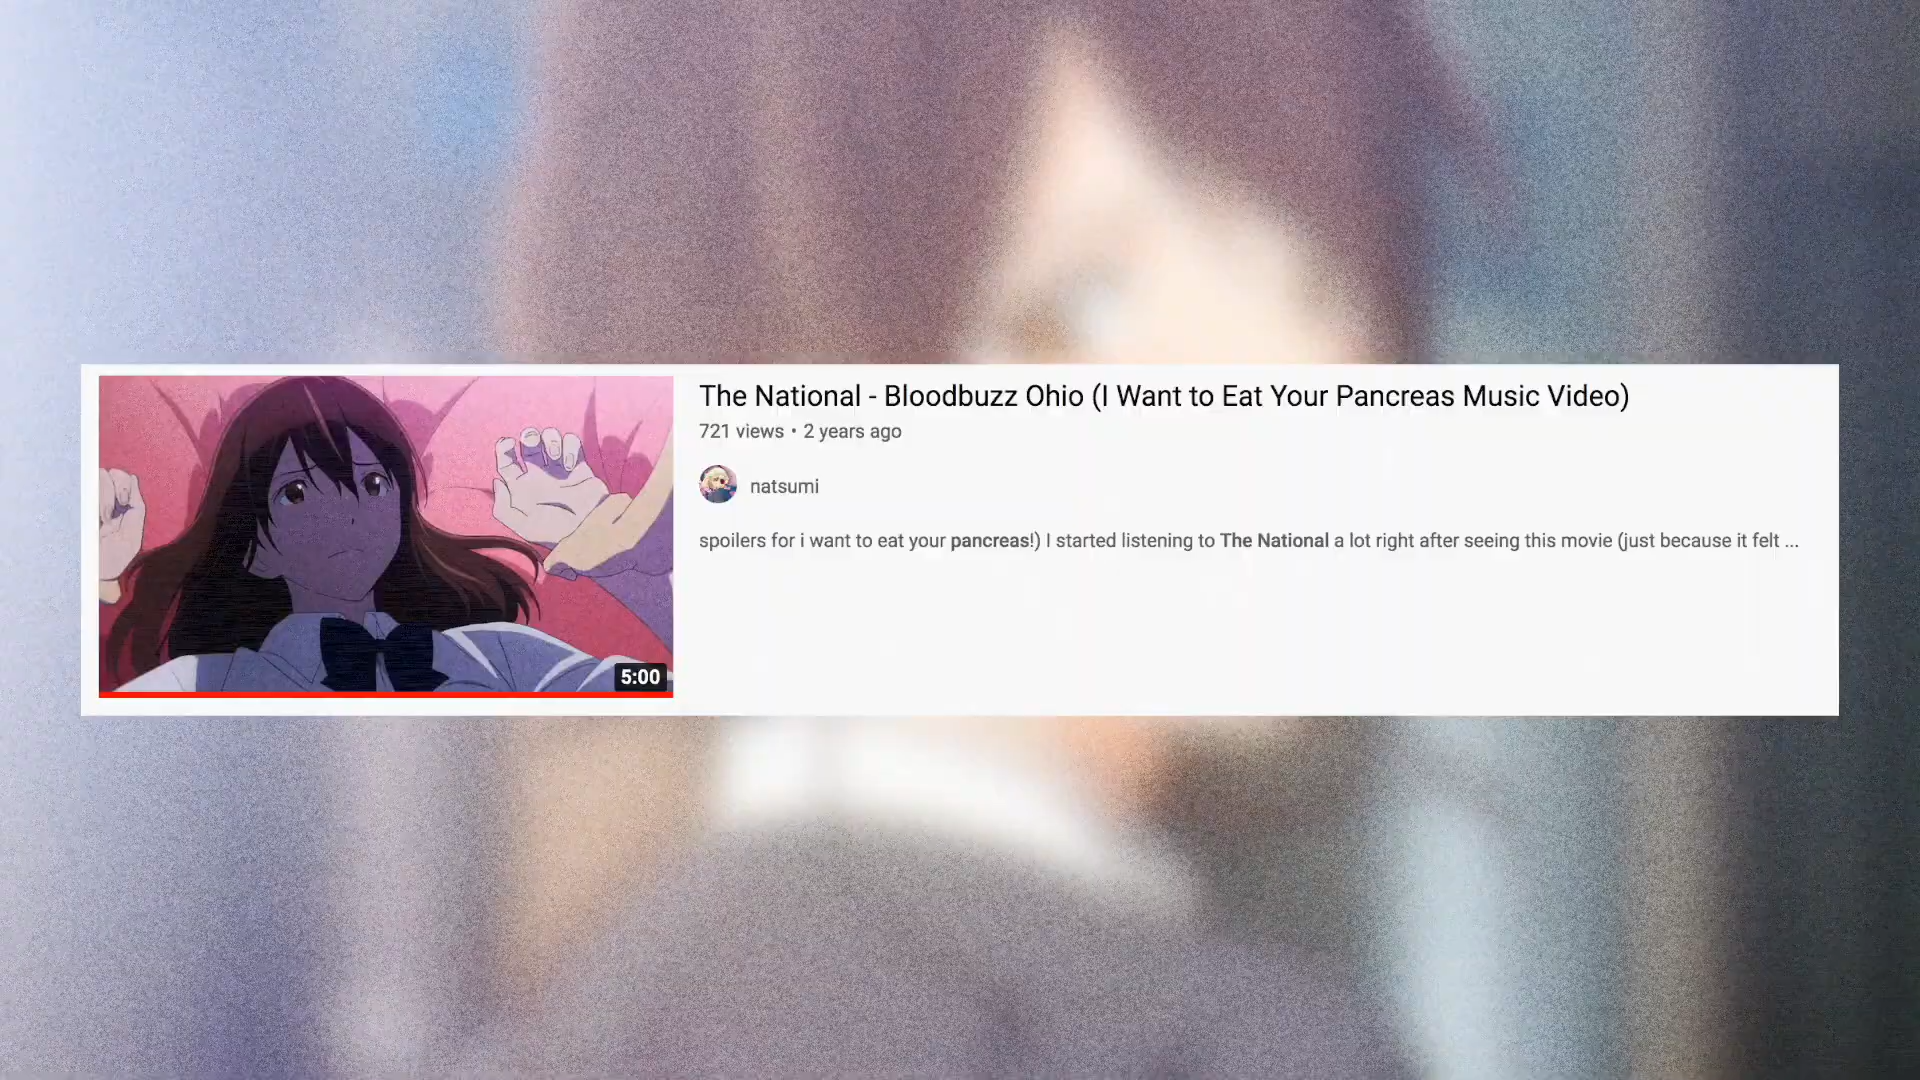 The National - Bloodbuzz Ohio (I Want to Eat Your Pancreas Music Video)
721 views • 2 years ago
natsumi
spoilers for i want to eat your pancreas!) I started listening to The National a lot right after seeing this movie (just because it felt ...
5:00